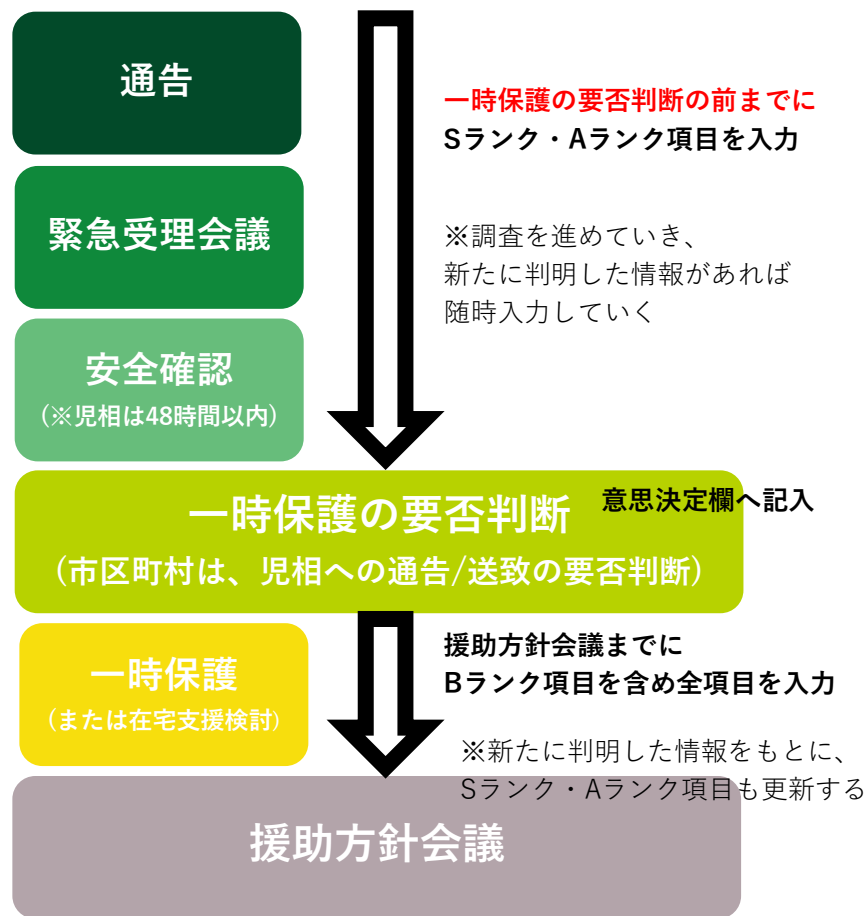 通告
一時保護の要否判断の前までに
Sランク・Aランク項目を入力
緊急受理会議
※調査を進めていき、
新たに判明した情報があれば
随時入力していく
安全確認
(※児相は48時間以内)
一時保護の要否判断
意思決定欄へ記入
(市区町村は、児相への通告/送致の要否判断)
援助方針会議までに
Bランク項目を含め全項目を入力
一時保護
(または在宅支援検討)
※新たに判明した情報をもとに、
Sランク・Aランク項目も更新する
援助方針会議